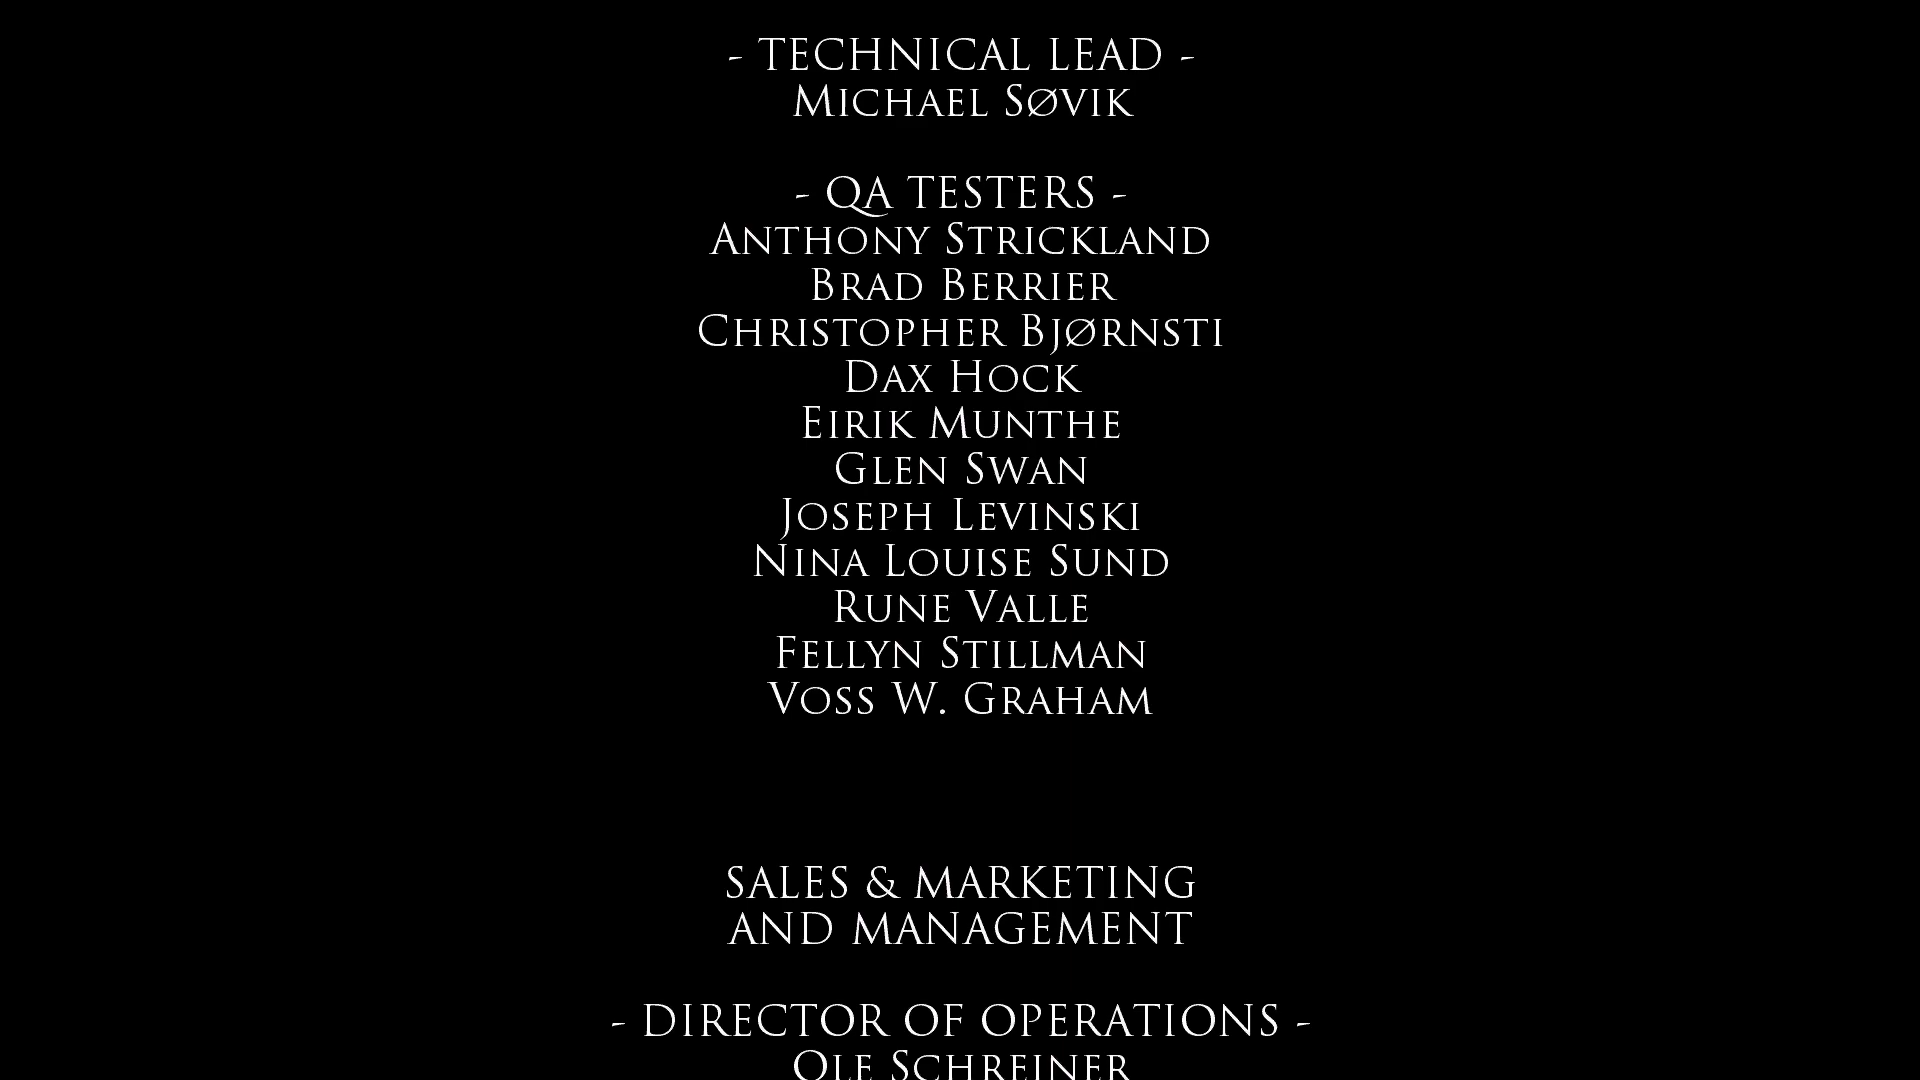 - TECHNICAL LEAD -
Michael Søvik
- QA TESTERS -
Anthony Strickland
Brad Berrier
Christopher Bjørnsti
Dax Hock
Eirik Munthe
Glen Swan
Joseph Levinski
Nina Louise Sund
Rune Valle
Fellyn Stillman
Voss W. Graham
SALES & MARKETING
AND MANAGEMENT
- DIRECTOR OF OPERATIONS -
Ole Schreiner